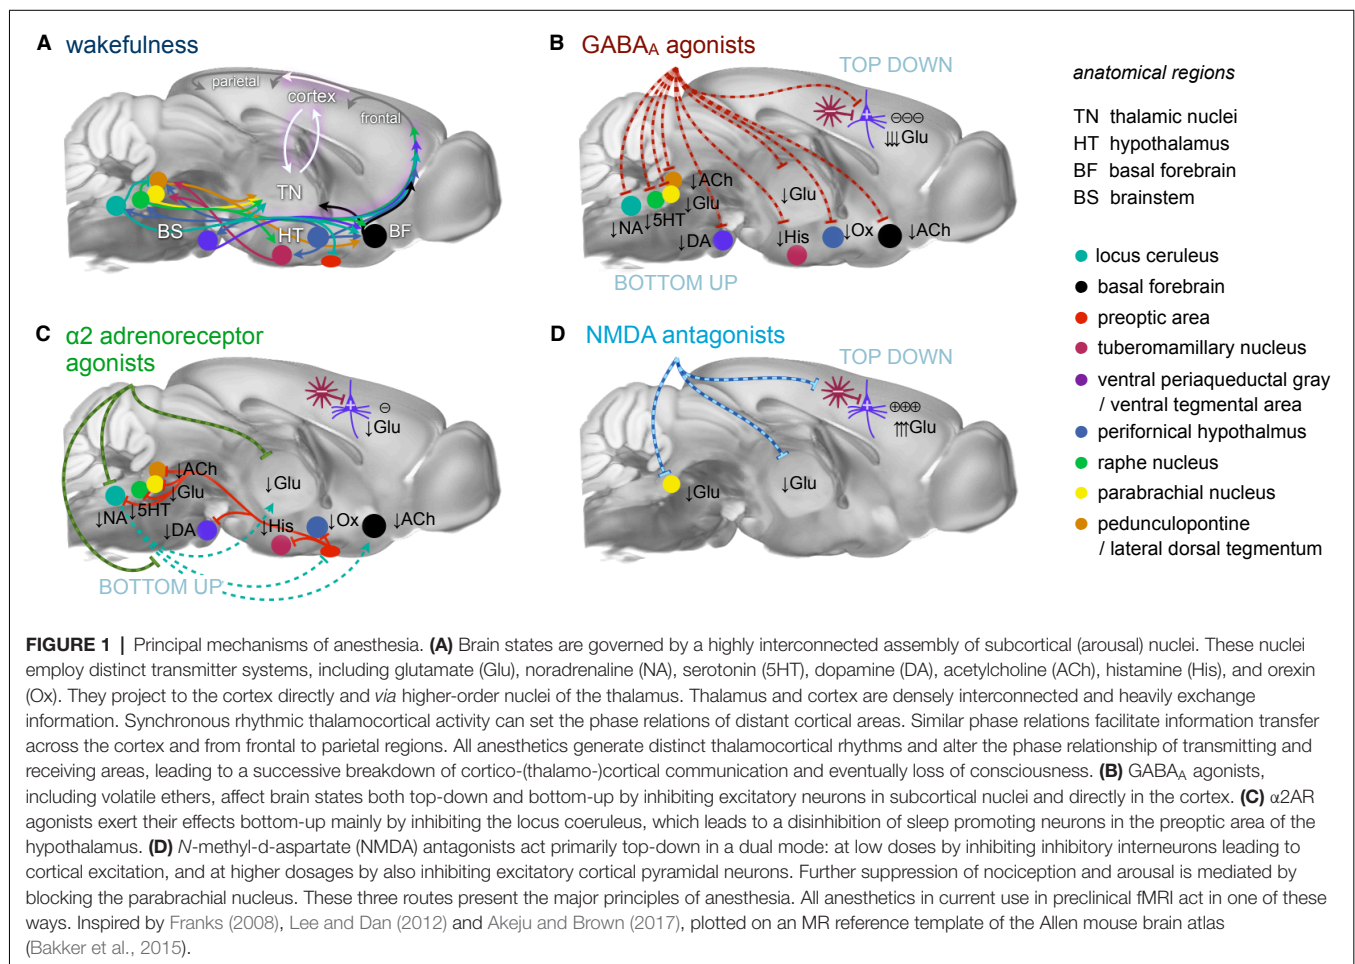 A wakefulness
parietal
cortex
frontal
TN
BS
HT
BF
B GABAA agonists
TOP DOWN
⊖⊖⊖
↓↓↓Glu
↓ACh
↓Glu
↓Glu
↓5HT
↓NA
↓DA
↓His
↓Ox
↓ACh
BOTTOM UP
anatomical regions
TN thalamic nuclei
HT hypothalamus
BF basal forebrain
BS brainstem
locus ceruleus
basal forebrain
preoptic area
tuberomamillary nucleus
ventral periaqueductal gray
/ ventral tegmental area
perifornical hypothalmus
raphe nucleus
parabrachial nucleus
pedunculopontine
/ lateral dorsal tegmentum
C α2 adrenoreceptor
agonists
⊖
↓Glu
↓ACh
↓Glu
↓Glu
↓5HT
↓NA
↓DA
↓His
↓Ox
↓ACh
BOTTOM UP
D NMDA antagonists
TOP DOWN
⊕⊕⊕
↑↑↑Glu
↓Glu
↓Glu
FIGURE 1 | Principal mechanisms of anesthesia. (A) Brain states are governed by a highly interconnected assembly of subcortical (arousal) nuclei. These nuclei
employ distinct transmitter systems, including glutamate (Glu), noradrenaline (NA), serotonin (5HT), dopamine (DA), acetylcholine (ACh), histamine (His), and orexin
(Ox). They project to the cortex directly and via higher-order nuclei of the thalamus. Thalamus and cortex are densely interconnected and heavily exchange
information. Synchronous rhythmic thalamocortical activity can set the phase relations of distant cortical areas. Similar phase relations facilitate information transfer
across the cortex and from frontal to parietal regions. All anesthetics generate distinct thalamocortical rhythms and alter the phase relationship of transmitting and
receiving areas, leading to a successive breakdown of cortico-(thalamo-)cortical communication and eventually loss of consciousness. (B) GABAA agonists,
including volatile ethers, affect brain states both top-down and bottom-up by inhibiting excitatory neurons in subcortical nuclei and directly in the cortex. (C) α2AR
agonists exert their effects bottom-up mainly by inhibiting the locus coeruleus, which leads to a disinhibition of sleep promoting neurons in the preoptic area of the
hypothalamus. (D) N-methyl-d-aspartate (NMDA) antagonists act primarily top-down in a dual mode: at low doses by inhibiting inhibitory interneurons leading to
cortical excitation, and at higher dosages by also inhibiting excitatory cortical pyramidal neurons. Further suppression of nociception and arousal is mediated by
blocking the parabrachial nucleus. These three routes present the major principles of anesthesia. All anesthetics in current use in preclinical fMRI act in one of these
ways. Inspired by Franks (2008), Lee and Dan (2012) and Akeju and Brown (2017), plotted on an MR reference template of the Allen mouse brain atlas
(Bakker et al., 2015).